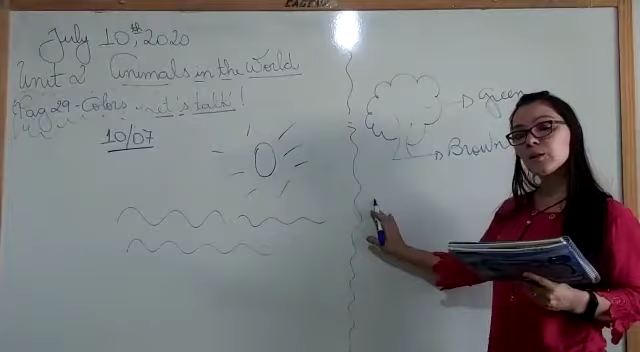 July 10th, 2020
Unit 2 Animals in the World
Pag 29 - Colors - Let's talk!
10/07
Green
Brown